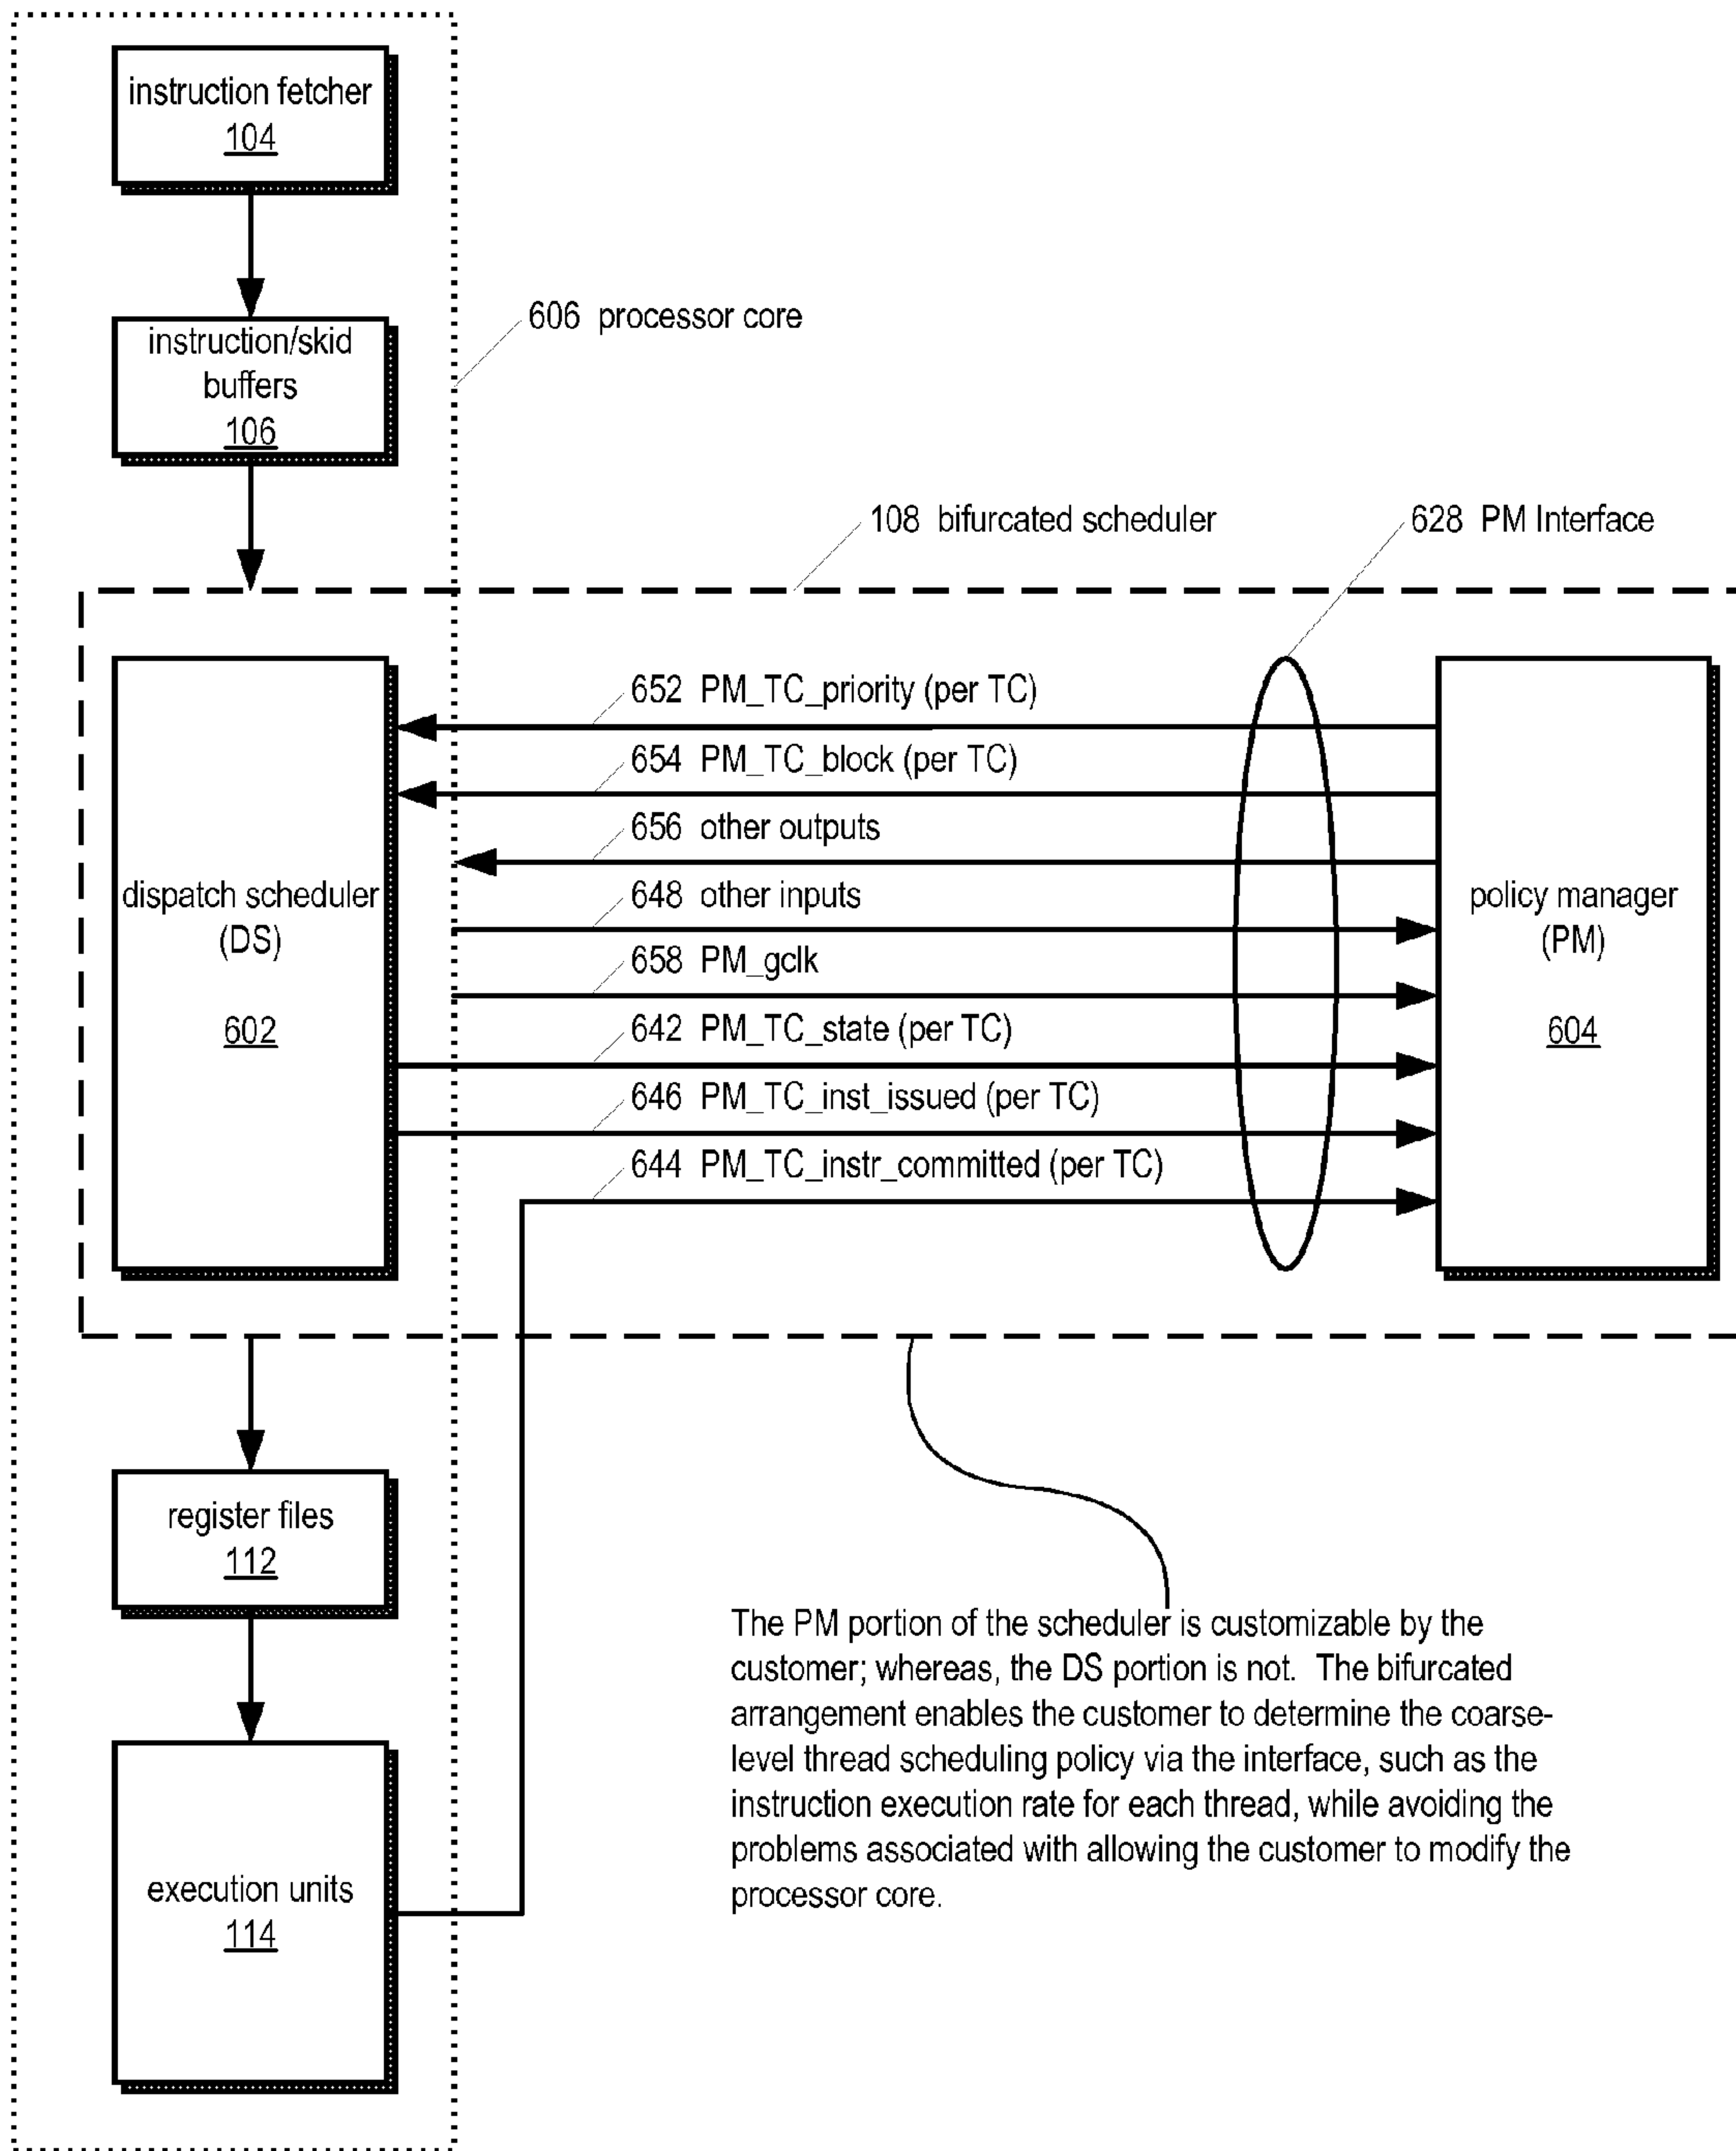 instruction fetcher
104
instruction/skid
buffers
106
606 processor core
108 bifurcated scheduler
628 PM Interface
dispatch scheduler
(DS)
602
652 PM_TC_priority (per TC)
654 PM_TC_block (per TC)
656 other outputs
648 other inputs
658 PM_gclk
642 PM_TC_state (per TC)
646 PM_TC_inst_issued (per TC)
644 PM_TC_instr_committed (per TC)
policy manager
(PM)
604
register files
112
execution units
114
The PM portion of the scheduler is customizable by the
customer; whereas, the DS portion is not. The bifurcated
arrangement enables the customer to determine the coarse-
level thread scheduling policy via the interface, such as the
instruction execution rate for each thread, while avoiding the
problems associated with allowing the customer to modify the
processor core.